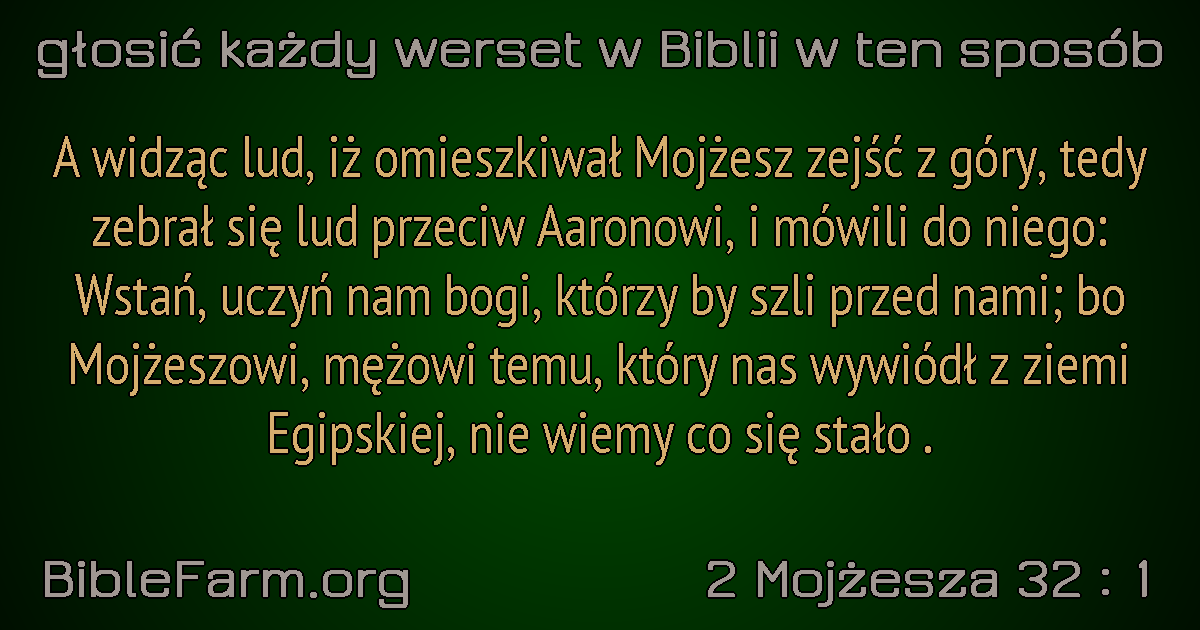 głosić każdy werset w Biblii w ten sposób
A widząc lud, iż omieszkiwał Mojżesz zejść z góry, tedy
zebrał się lud przeciw Aaronowi, i mówili do niego:
Wstań, uczyń nam bogi, którzy by szli przed nami; bo
Mojżeszowi, mężowi temu, który nas wywiódł z ziemi
Egipskiej, nie wiemy co się stało .
BibleFarm.org
2 Mojżesza 32 : 1